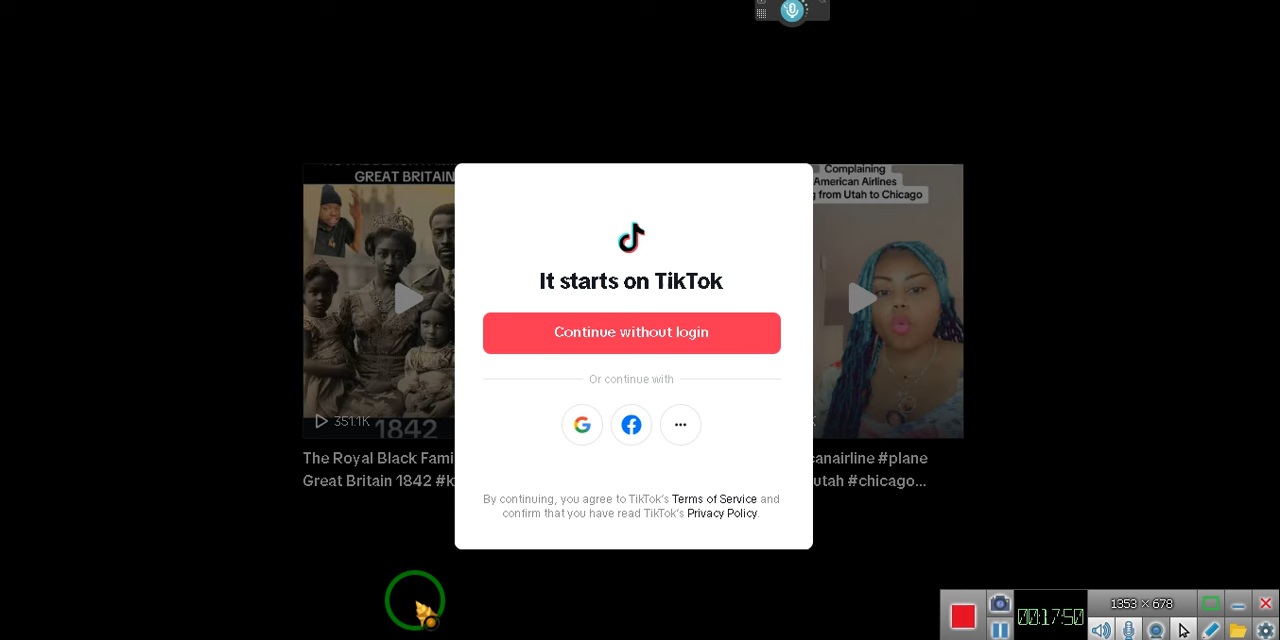 GREAT BRITAIN
351.1K
1842
The Royal Black Fami
Great Britain 1842 #k
It starts on TikTok
Continue without login
Or continue with
By continuing, you agree to TikTok's Terms of Service and
confirm that you have read TikTok's Privacy Policy.
Complaining
American Airlines
g from Utah to Chicago
K
canairline #plane
utah #chicago...
00:17:50
1353 × 678